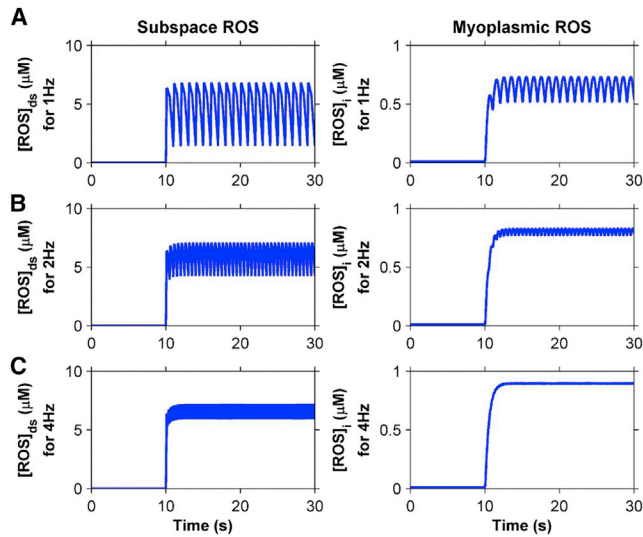 A
Subspace ROS
Myoplasmic ROS
[ROS]ds (μM)
for 1Hz
10
5
0
0 10 20 30
[ROS]i (μM)
for 1Hz
1
0.5
0
0 10 20 30
B
[ROS]ds (μM)
for 2Hz
10
5
0
0 10 20 30
[ROS]i (μM)
for 2Hz
1
0.5
0
0 10 20 30
C
[ROS]ds (μM)
for 4Hz
10
5
0
0 10 20 30
Time (s)
[ROS]i (μM)
for 4Hz
1
0.5
0
0 10 20 30
Time (s)